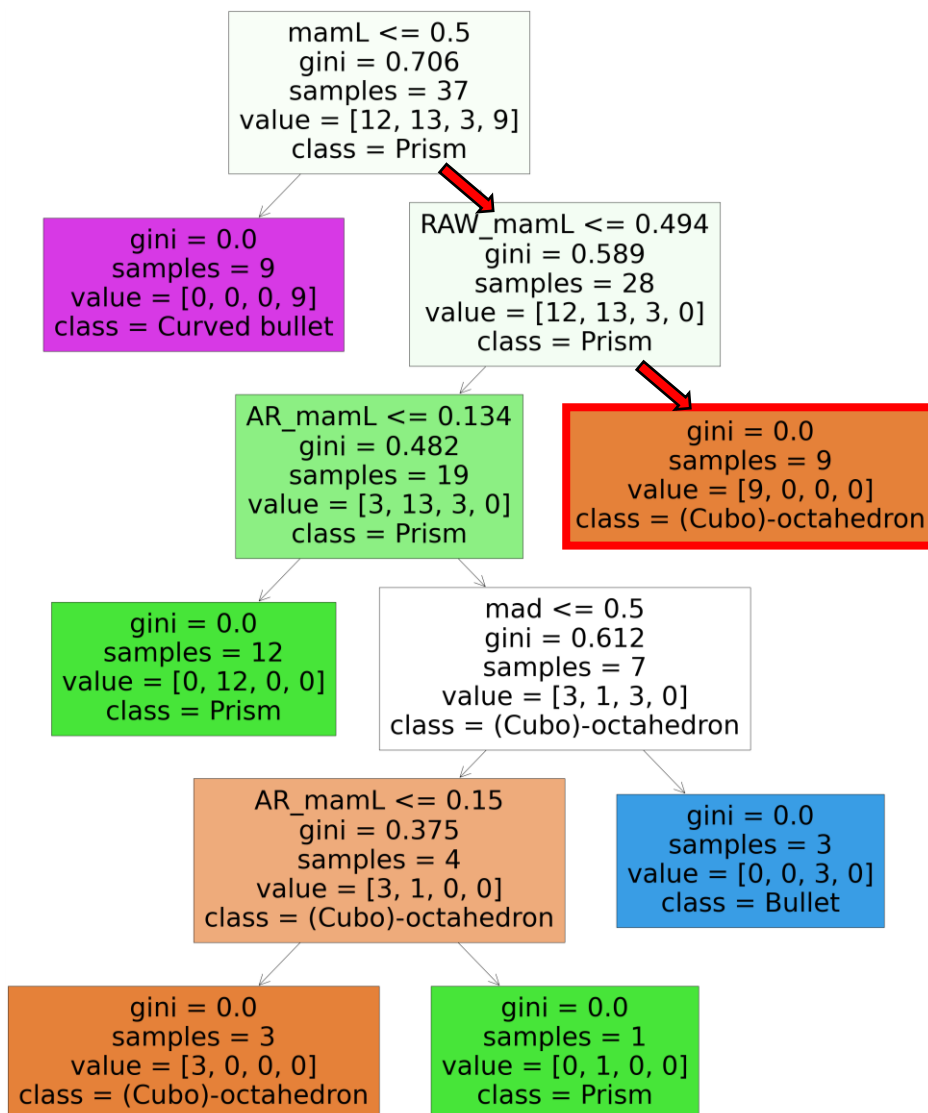 mamL <= 0.5
gini = 0.706
samples = 37
value = [12, 13, 3, 9]
class = Prism
gini = 0.0
samples = 9
value = [0, 0, 0, 9]
class = Curved bullet
RAW_mamL <= 0.494
gini = 0.589
samples = 28
value = [12, 13, 3, 0]
class = Prism
AR_mamL <= 0.134
gini = 0.482
samples = 19
value = [3, 13, 3, 0]
class = Prism
gini = 0.0
samples = 9
value = [9, 0, 0, 0]
class = (Cubo)-octahedron
gini = 0.0
samples = 12
value = [0, 12, 0, 0]
class = Prism
mad <= 0.5
gini = 0.612
samples = 7
value = [3, 1, 3, 0]
class = (Cubo)-octahedron
AR_mamL <= 0.15
gini = 0.375
samples = 4
value = [3, 1, 0, 0]
class = (Cubo)-octahedron
gini = 0.0
samples = 3
value = [0, 0, 3, 0]
class = Bullet
gini = 0.0
samples = 3
value = [3, 0, 0, 0]
class = (Cubo)-octahedron
gini = 0.0
samples = 1
value = [0, 1, 0, 0]
class = Prism